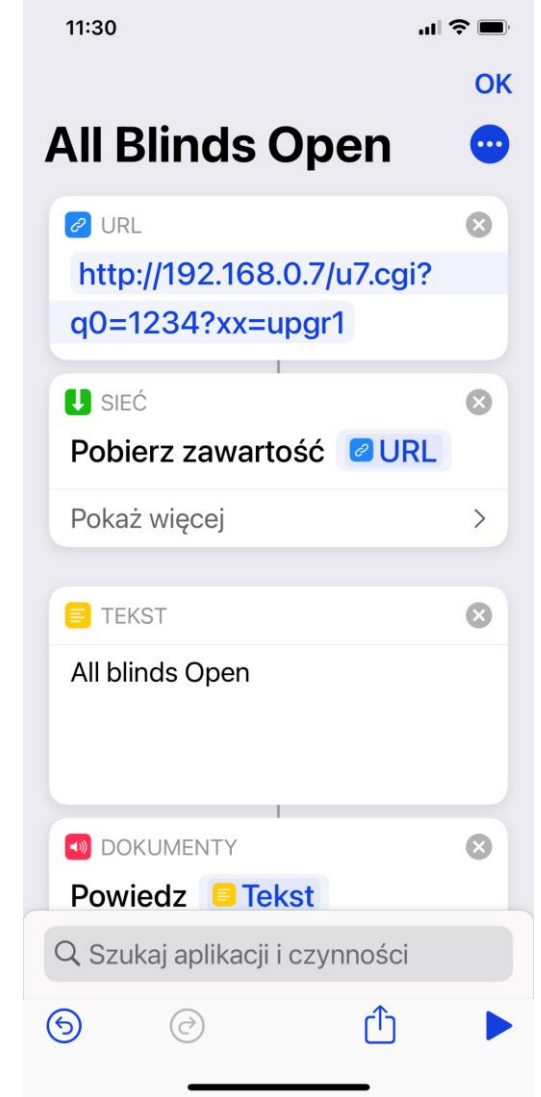 11:30
OK
All Blinds Open
URL
http://192.168.0.7/u7.cgi?
q0=1234?xx=upgr1
SIEĆ
Pobierz zawartość URL
Pokaż więcej
TEKST
All blinds Open
DOKUMENTY
Powiedz Tekst
Szukaj aplikacji i czynności